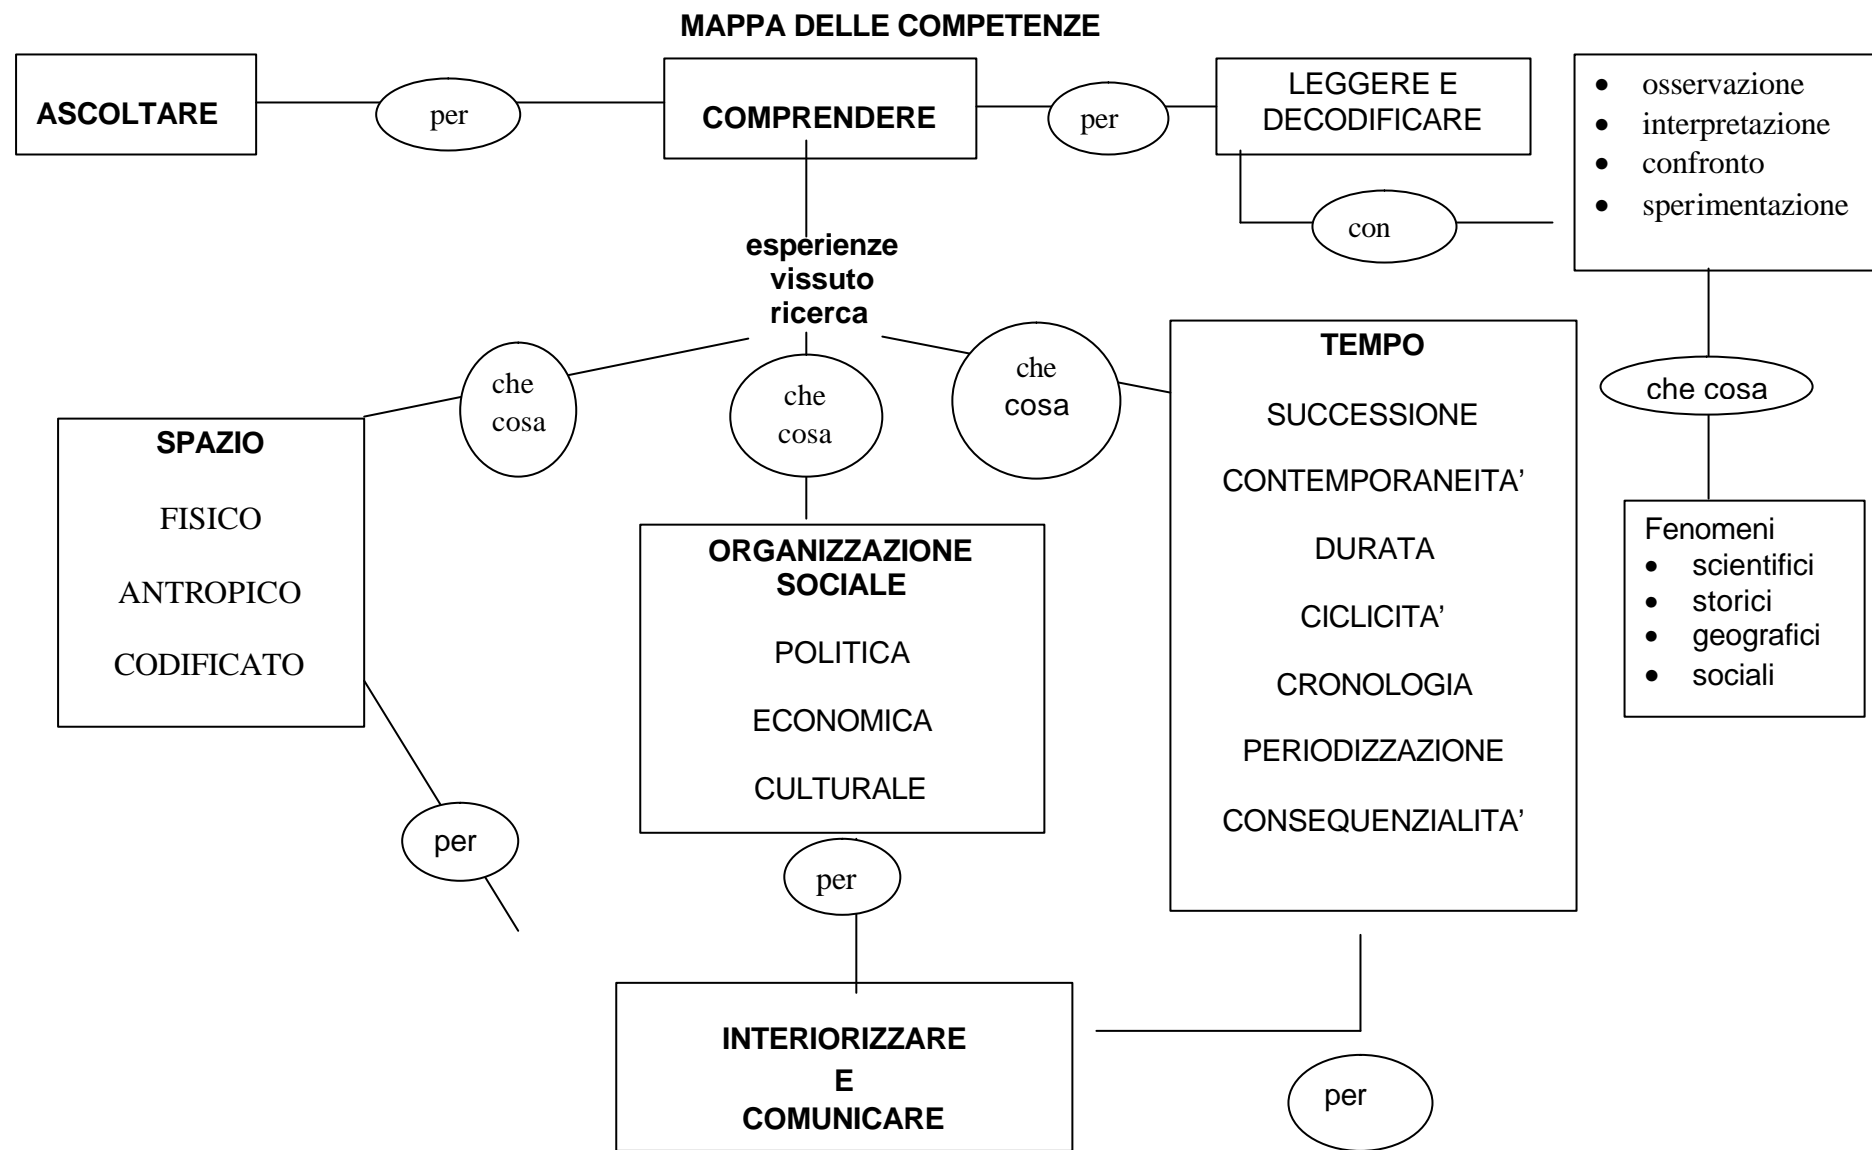 MAPPA DELLE COMPETENZE
ASCOLTARE
per
COMPRENDERE
per
LEGGERE E
DECODIFICARE
con
• osservazione
• interpretazione
• confronto
• sperimentazione
esperienze
vissuto
ricerca
che
cosa
che
cosa
che
cosa
che cosa
SPAZIO
FISICO
ANTROPICO
CODIFICATO
ORGANIZZAZIONE
SOCIALE
POLITICA
ECONOMICA
CULTURALE
TEMPO
SUCCESSIONE
CONTEMPORANEITA’
DURATA
CICLICITA’
CRONOLOGIA
PERIODIZZAZIONE
CONSEQUENZIALITA’
Fenomeni
• scientifici
• storici
• geografici
• sociali
per
per
per
INTERIORIZZARE
E
COMUNICARE